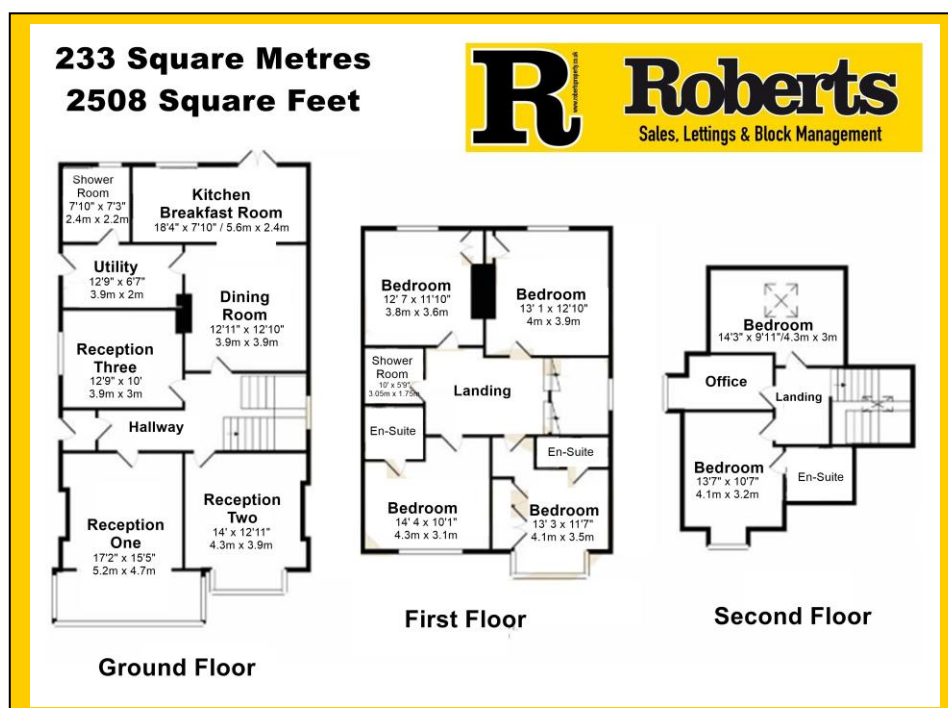 233 Square Metres
2508 Square Feet
R
www.robertsproperty.co.uk
Roberts
Sales, Lettings & Block Management
Shower
Room
7'10" x 7'3"
2.4m x 2.2m
Kitchen
Breakfast Room
18'4" x 7'10" / 5.6m x 2.4m
Utility
12'9" x 6'7"
3.9m x 2m
Dining
Room
12'11" x 12'10"
3.9m x 3.9m
Reception
Three
12'9" x 10'
3.9m x 3m
Hallway
Reception
One
17'2" x 15'5"
5.2m x 4.7m
Reception
Two
14' x 12'11"
4.3m x 3.9m
Ground Floor
Bedroom
12' 7 x 11'10"
3.8m x 3.6m
Bedroom
13' 1 x 12'10"
4m x 3.9m
Shower
Room
10' x 5'9"
3.05m x 1.75m
Landing
En-Suite
En-Suite
Bedroom
14' 4 x 10'1"
4.3m x 3.1m
Bedroom
13' 3 x 11'7"
4.1m x 3.5m
First Floor
Bedroom
14'3" x 9'11"/4.3m x 3m
Office
Landing
Bedroom
13'7" x 10'7"
4.1m x 3.2m
En-Suite
Second Floor